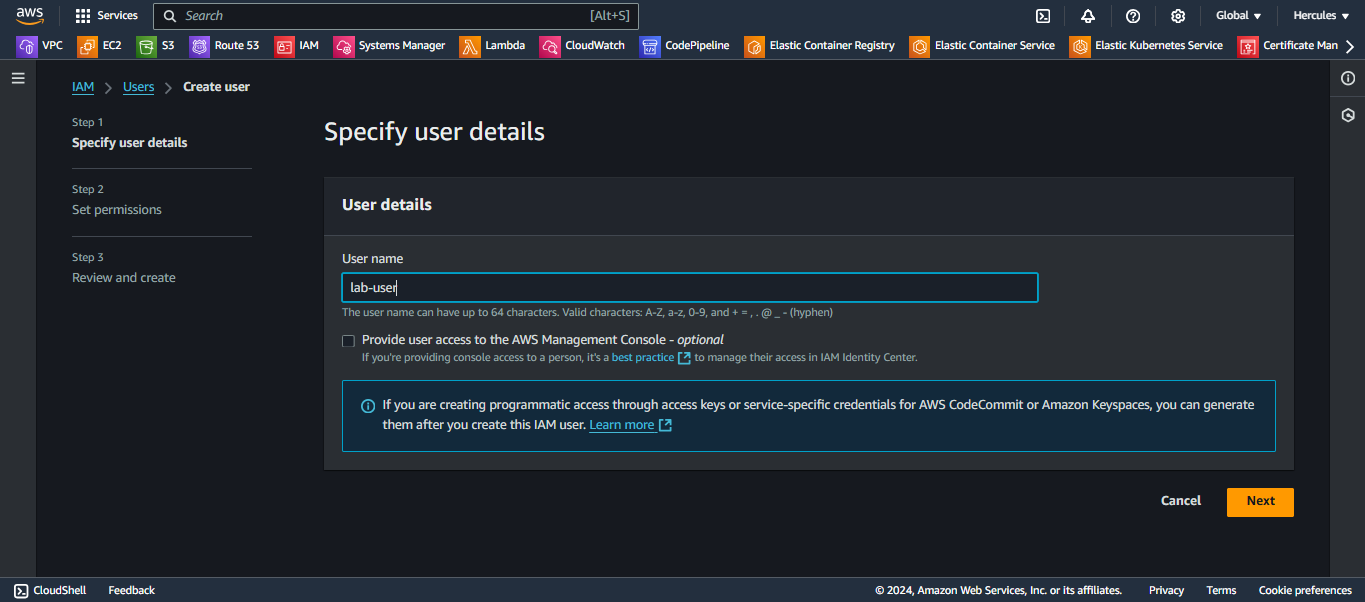 aws
Services
Search
[Alt+S]
Global
Hercules
VPC
EC2
S3
Route 53
IAM
Systems Manager
Lambda
CloudWatch
CodePipeline
Elastic Container Registry
Elastic Container Service
Elastic Kubernetes Service
Certificate Man
IAM
Users
Create user
Step 1
Specify user details
Step 2
Set permissions
Step 3
Review and create
Specify user details
User details
User name
lab-user
The user name can have up to 64 characters. Valid characters: A-Z, a-z, 0-9, and + = , . @ _ - (hyphen)
Provide user access to the AWS Management Console - optional
If you're providing console access to a person, it's a best practice to manage their access in IAM Identity Center.
If you are creating programmatic access through access keys or service-specific credentials for AWS CodeCommit or Amazon Keyspaces, you can generate
them after you create this IAM user. Learn more
Cancel
Next
CloudShell
Feedback
© 2024, Amazon Web Services, Inc. or its affiliates.
Privacy
Terms
Cookie preferences